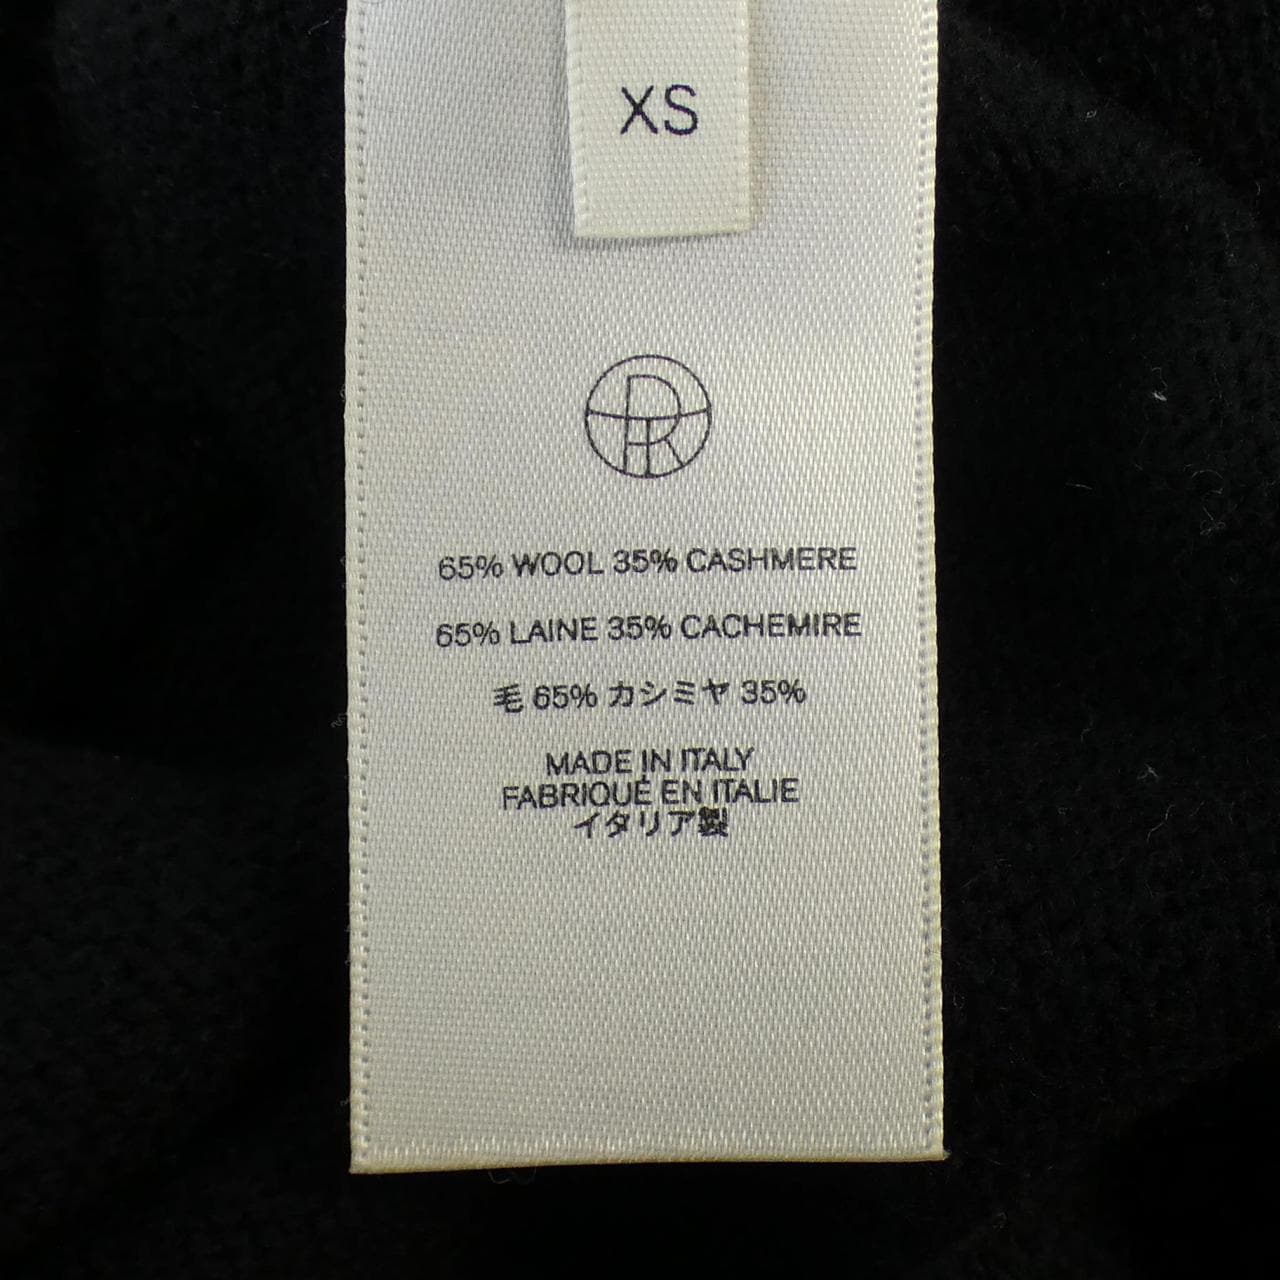 XS
65% WOOL 35% CASHMERE
65% LAINE 35% CACHEMIRE
毛 65% カシミヤ 35%
MADE IN ITALY
FABRIQUÉ EN ITALIE
イタリア製